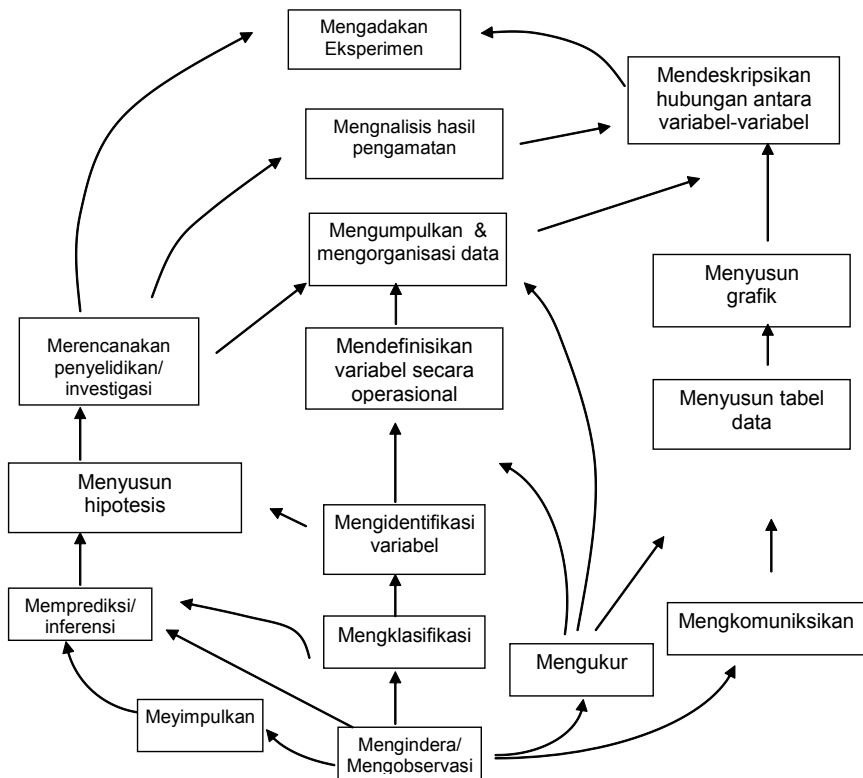 Mengadakan
Eksperimen
Mendeskripsikan
hubungan antara
variabel-variabel
Mengnalisis hasil
pengamatan
Mengumpulkan &
mengorganisasi data
Menyusun
grafik
Merencanakan
penyelidikan/
investigasi
Mendefinisikan
variabel secara
operasional
Menyusun tabel
data
Menyusun
hipotesis
Mengidentifikasi
variabel
Memprediksi/
inferensi
Mengklasifikasi
Mengukur
Mengkomuniksikan
Meyimpulkan
Mengindera/
Mengobservasi